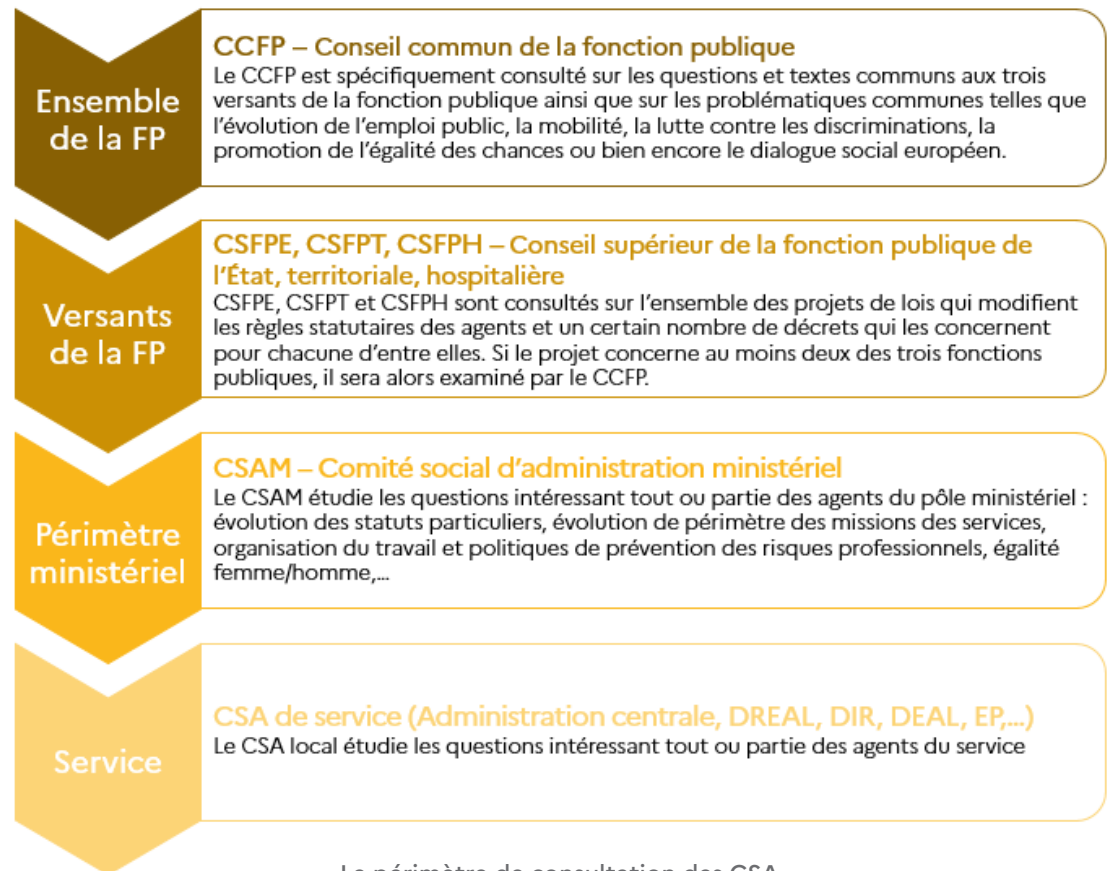 Ensemble
de la FP
CCFP – Conseil commun de la fonction publique
Le CCFP est spécifiquement consulté sur les questions et textes communs aux trois
versants de la fonction publique ainsi que sur les problématiques communes telles que
l’évolution de l’emploi public, la mobilité, la lutte contre les discriminations, la
promotion de l’égalité des chances ou bien encore le dialogue social européen.
Versants
de la FP
CSFPE, CSFPT, CSFPH – Conseil supérieur de la fonction publique de
l’État, territoriale, hospitalière
CSFPE, CSFPT et CSFPH sont consultés sur l’ensemble des projets de lois qui modifient
les règles statutaires des agents et un certain nombre de décrets qui les concernent
pour chacune d’entre elles. Si le projet concerne au moins deux des trois fonctions
publiques, il sera alors examiné par le CCFP.
Périmètre
ministériel
CSAM – Comité social d’administration ministériel
Le CSAM étudie les questions intéressant tout ou partie des agents du pôle ministériel :
évolution des statuts particuliers, évolution de périmètre des missions des services,
organisation du travail et politiques de prévention des risques professionnels, égalité
femme/homme,…
Service
CSA de service (Administration centrale, DREAL, DIR, DEAL, EP,…)
Le CSA local étudie les questions intéressant tout ou partie des agents du service
Le périmètre de consultation des CSA